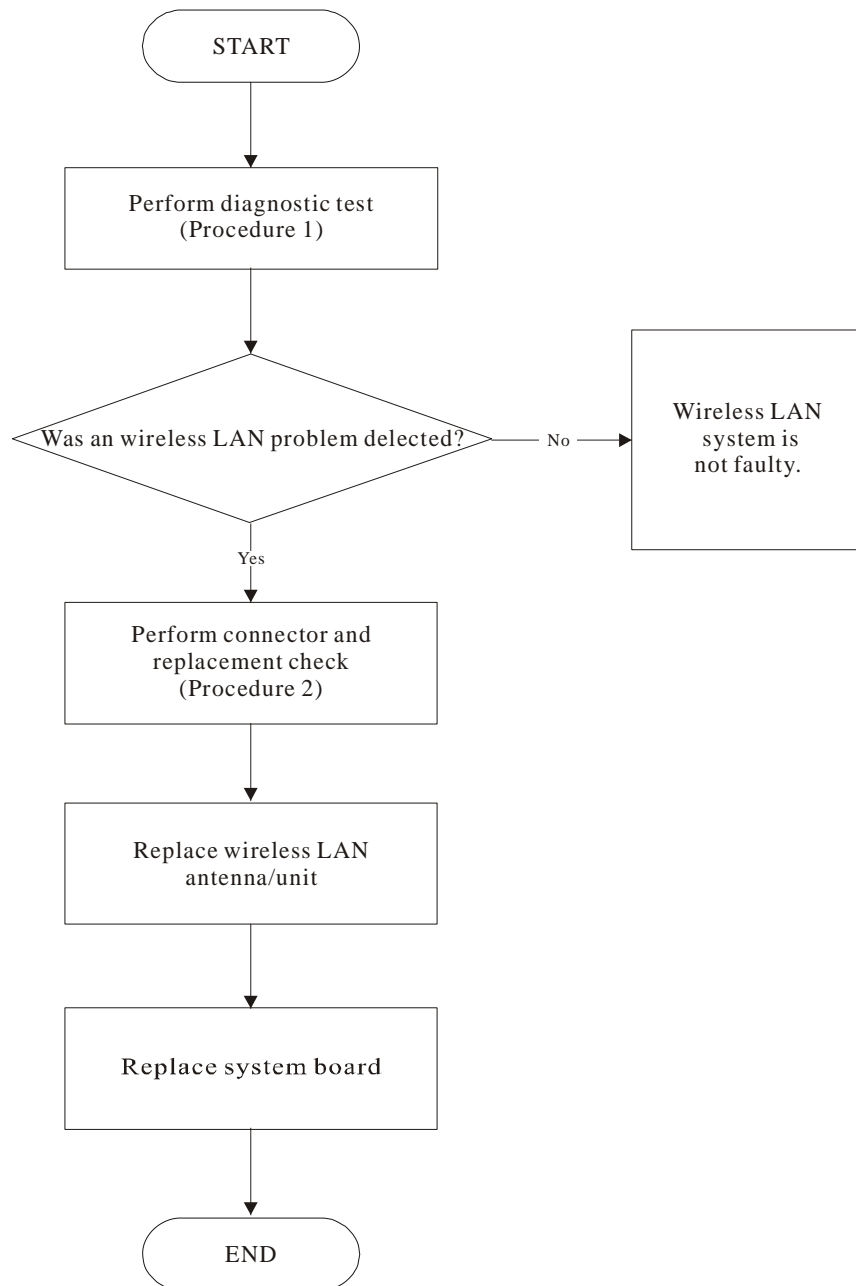 START
Perform diagnostic test
(Procedure 1)
Was an wireless LAN problem delected?
No
Wireless LAN
system is
not faulty.
Yes
Perform connector and
replacement check
(Procedure 2)
Replace wireless LAN
antenna/unit
Replace system board
END